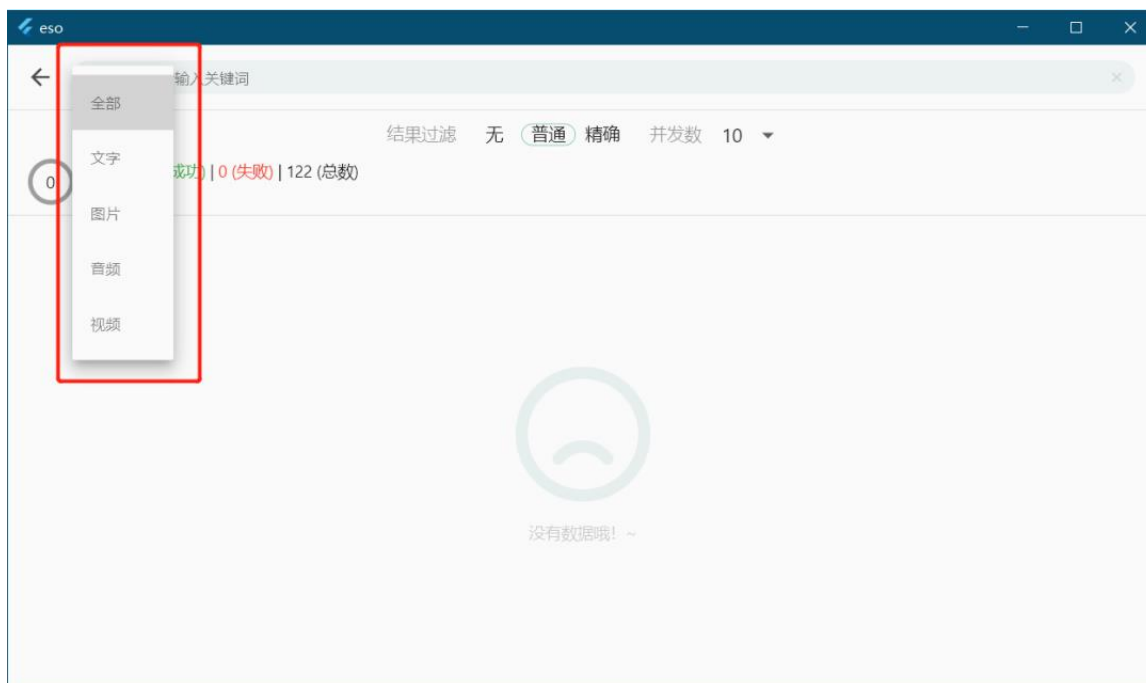 eso
输入关键词
全部
结果过滤 无 普通 精确 并发数 10
文字
0 成功) | 0 (失败) | 122 (总数)
图片
音频
视频
没有数据哦! ~